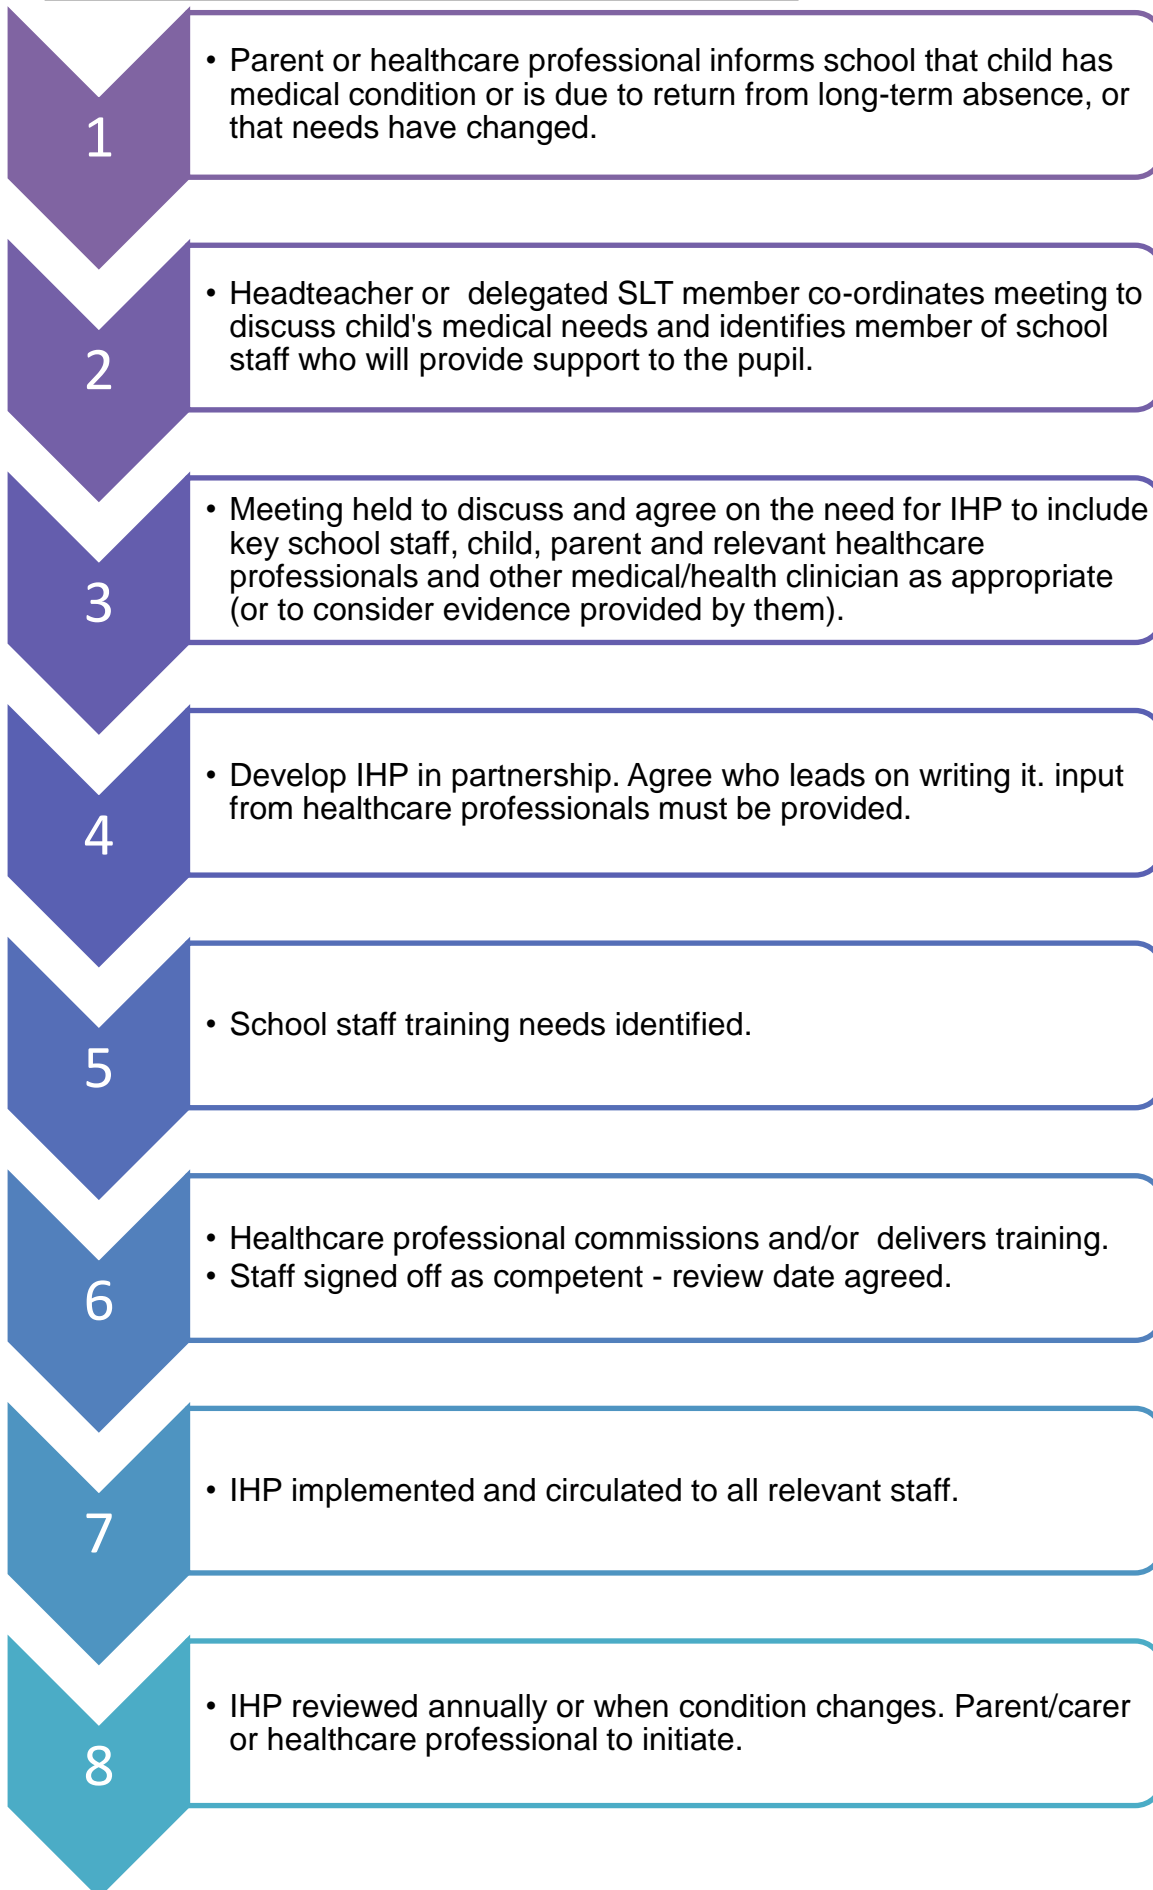 1
• Parent or healthcare professional informs school that child has
medical condition or is due to return from long-term absence, or
that needs have changed.
2
• Headteacher or  delegated SLT member co-ordinates meeting to
discuss child's medical needs and identifies member of school
staff who will provide support to the pupil.
3
• Meeting held to discuss and agree on the need for IHP to include
key school staff, child, parent and relevant healthcare
professionals and other medical/health clinician as appropriate
(or to consider evidence provided by them).
4
• Develop IHP in partnership. Agree who leads on writing it. input
from healthcare professionals must be provided.
5
• School staff training needs identified.
6
• Healthcare professional commissions and/or  delivers training.
• Staff signed off as competent - review date agreed.
7
• IHP implemented and circulated to all relevant staff.
8
• IHP reviewed annually or when condition changes. Parent/carer
or healthcare professional to initiate.